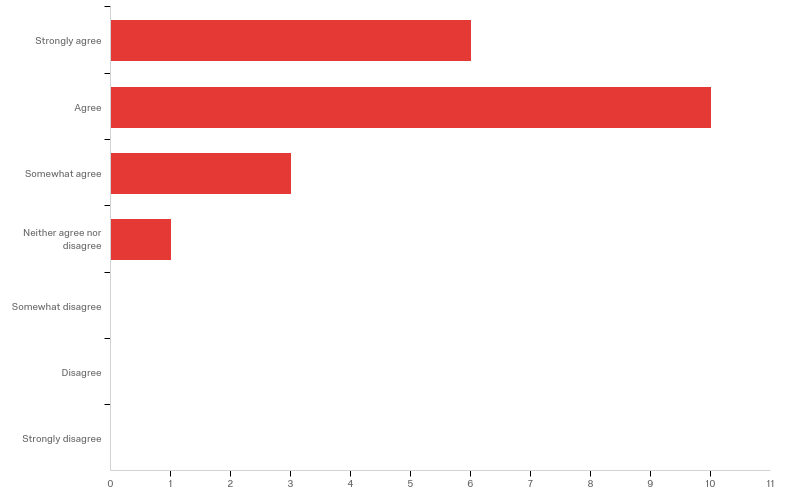 Strongly agree
Agree
Somewhat agree
Neither agree nor
disagree
Somewhat disagree
Disagree
Strongly disagree
0 1 2 3 4 5 6 7 8 9 10 11